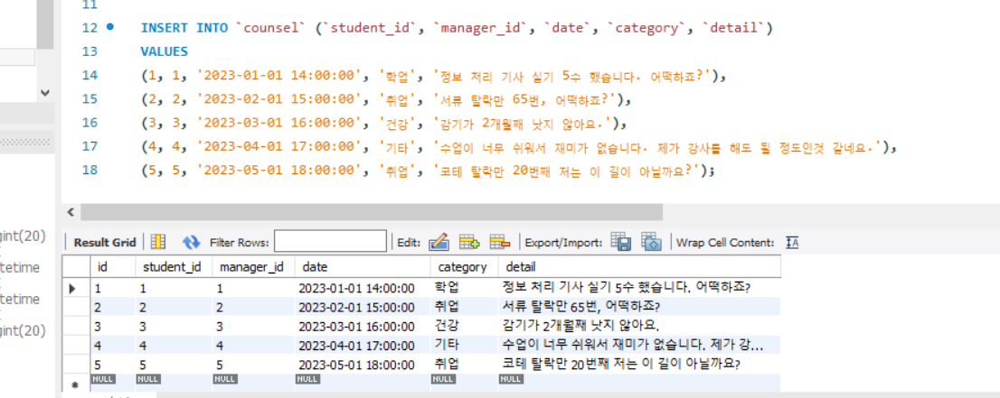 11
12 INSERT INTO `counsel` (`student_id`, `manager_id`, `date`, `category`, `detail`)
13 VALUES
14 (1, 1, '2023-01-01 14:00:00', '학업', '정보 처리 기사 실기 5수 했습니다. 어떡하죠?'),
15 (2, 2, '2023-02-01 15:00:00', '취업', '서류 탈락만 65번, 어떡하죠?'),
16 (3, 3, '2023-03-01 16:00:00', '건강', '감기가 2개월째 낫지 않아요.'),
17 (4, 4, '2023-04-01 17:00:00', '기타', '수업이 너무 쉬워서 재미가 없습니다. 제가 강사를 해도 될 정도인것 같네요.'),
18 (5, 5, '2023-05-01 18:00:00', '취업', '코테 탈락만 20번째 저는 이 길이 아닐까요?');
gint(20)
tetime
tetime
gint(20)
Result Grid Filter Rows: Edit: Export/Import: Wrap Cell Content:
id student_id manager_id date category detail
1 1 1 2023-01-01 14:00:00 학업 정보 처리 기사 실기 5수 했습니다. 어떡하죠?
2 2 2 2023-02-01 15:00:00 취업 서류 탈락만 65번, 어떡하죠?
3 3 3 2023-03-01 16:00:00 건강 감기가 2개월째 낫지 않아요.
4 4 4 2023-04-01 17:00:00 기타 수업이 너무 쉬워서 재미가 없습니다. 제가 강...
5 5 5 2023-05-01 18:00:00 취업 코테 탈락만 20번째 저는 이 길이 아닐까요?
NULL NULL NULL NULL NULL NULL